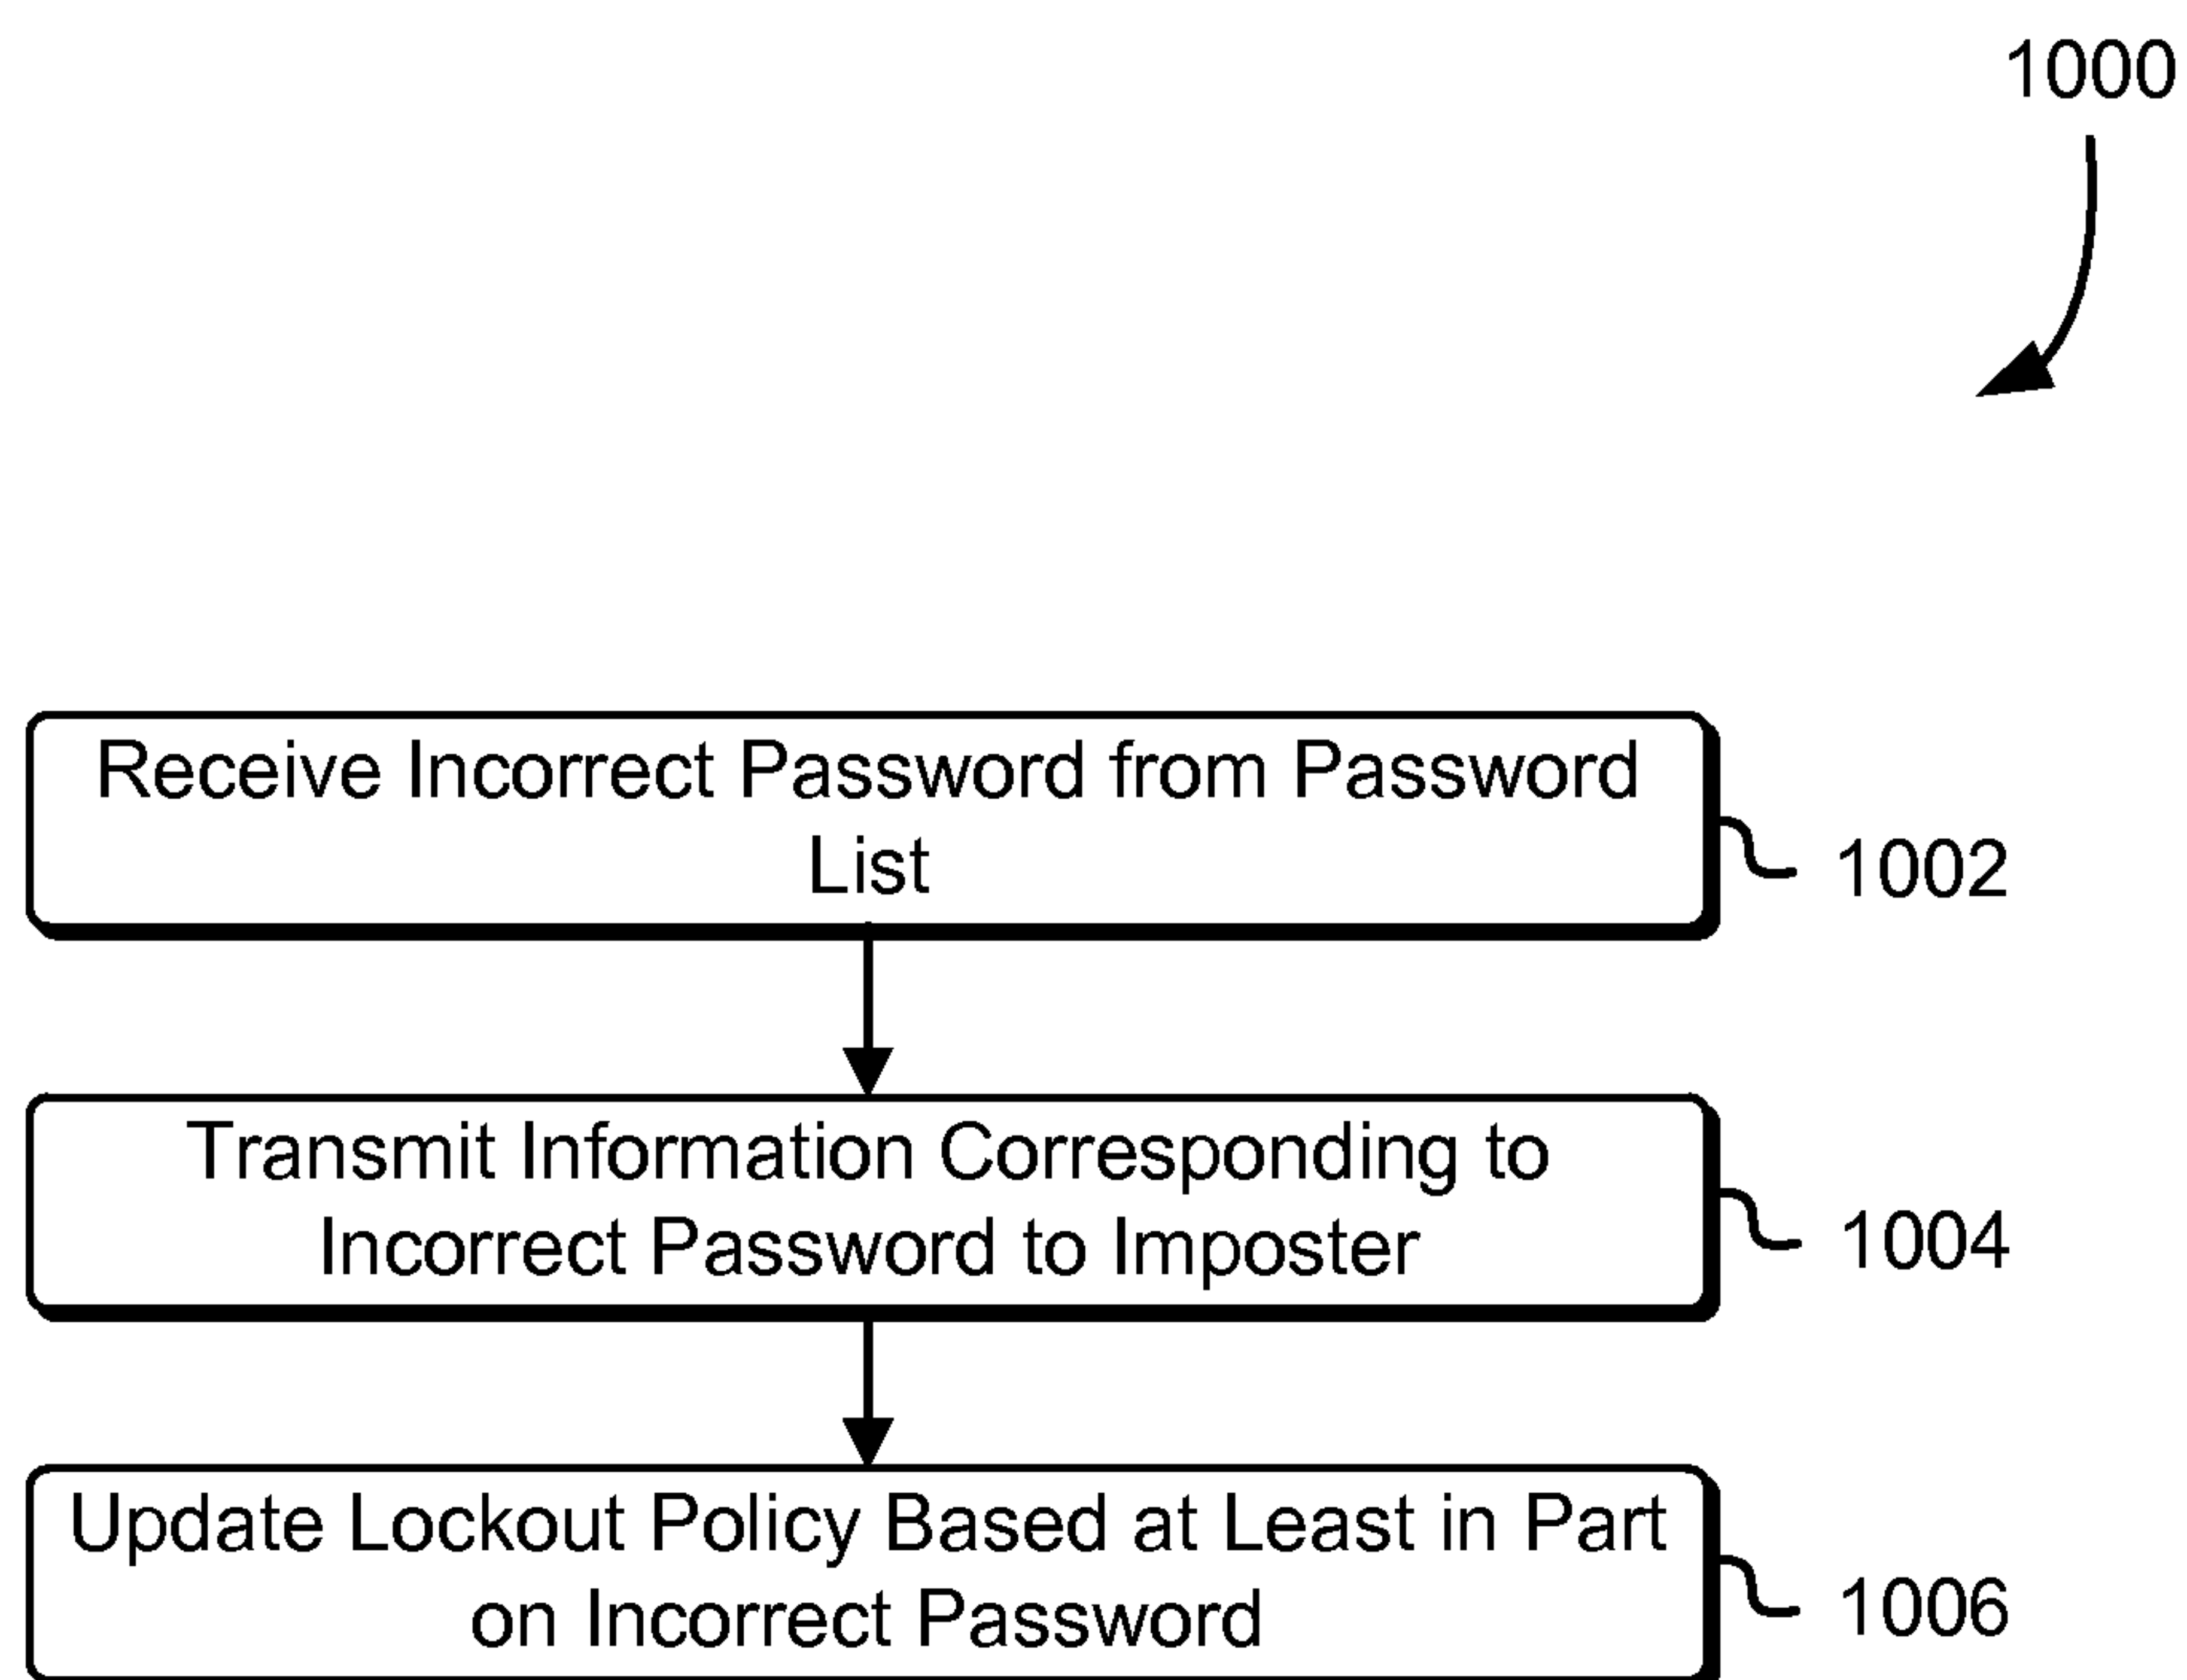 1000
Receive Incorrect Password from Password
List
1002
Transmit Information Corresponding to
Incorrect Password to Imposter
1004
Update Lockout Policy Based at Least in Part
on Incorrect Password
1006